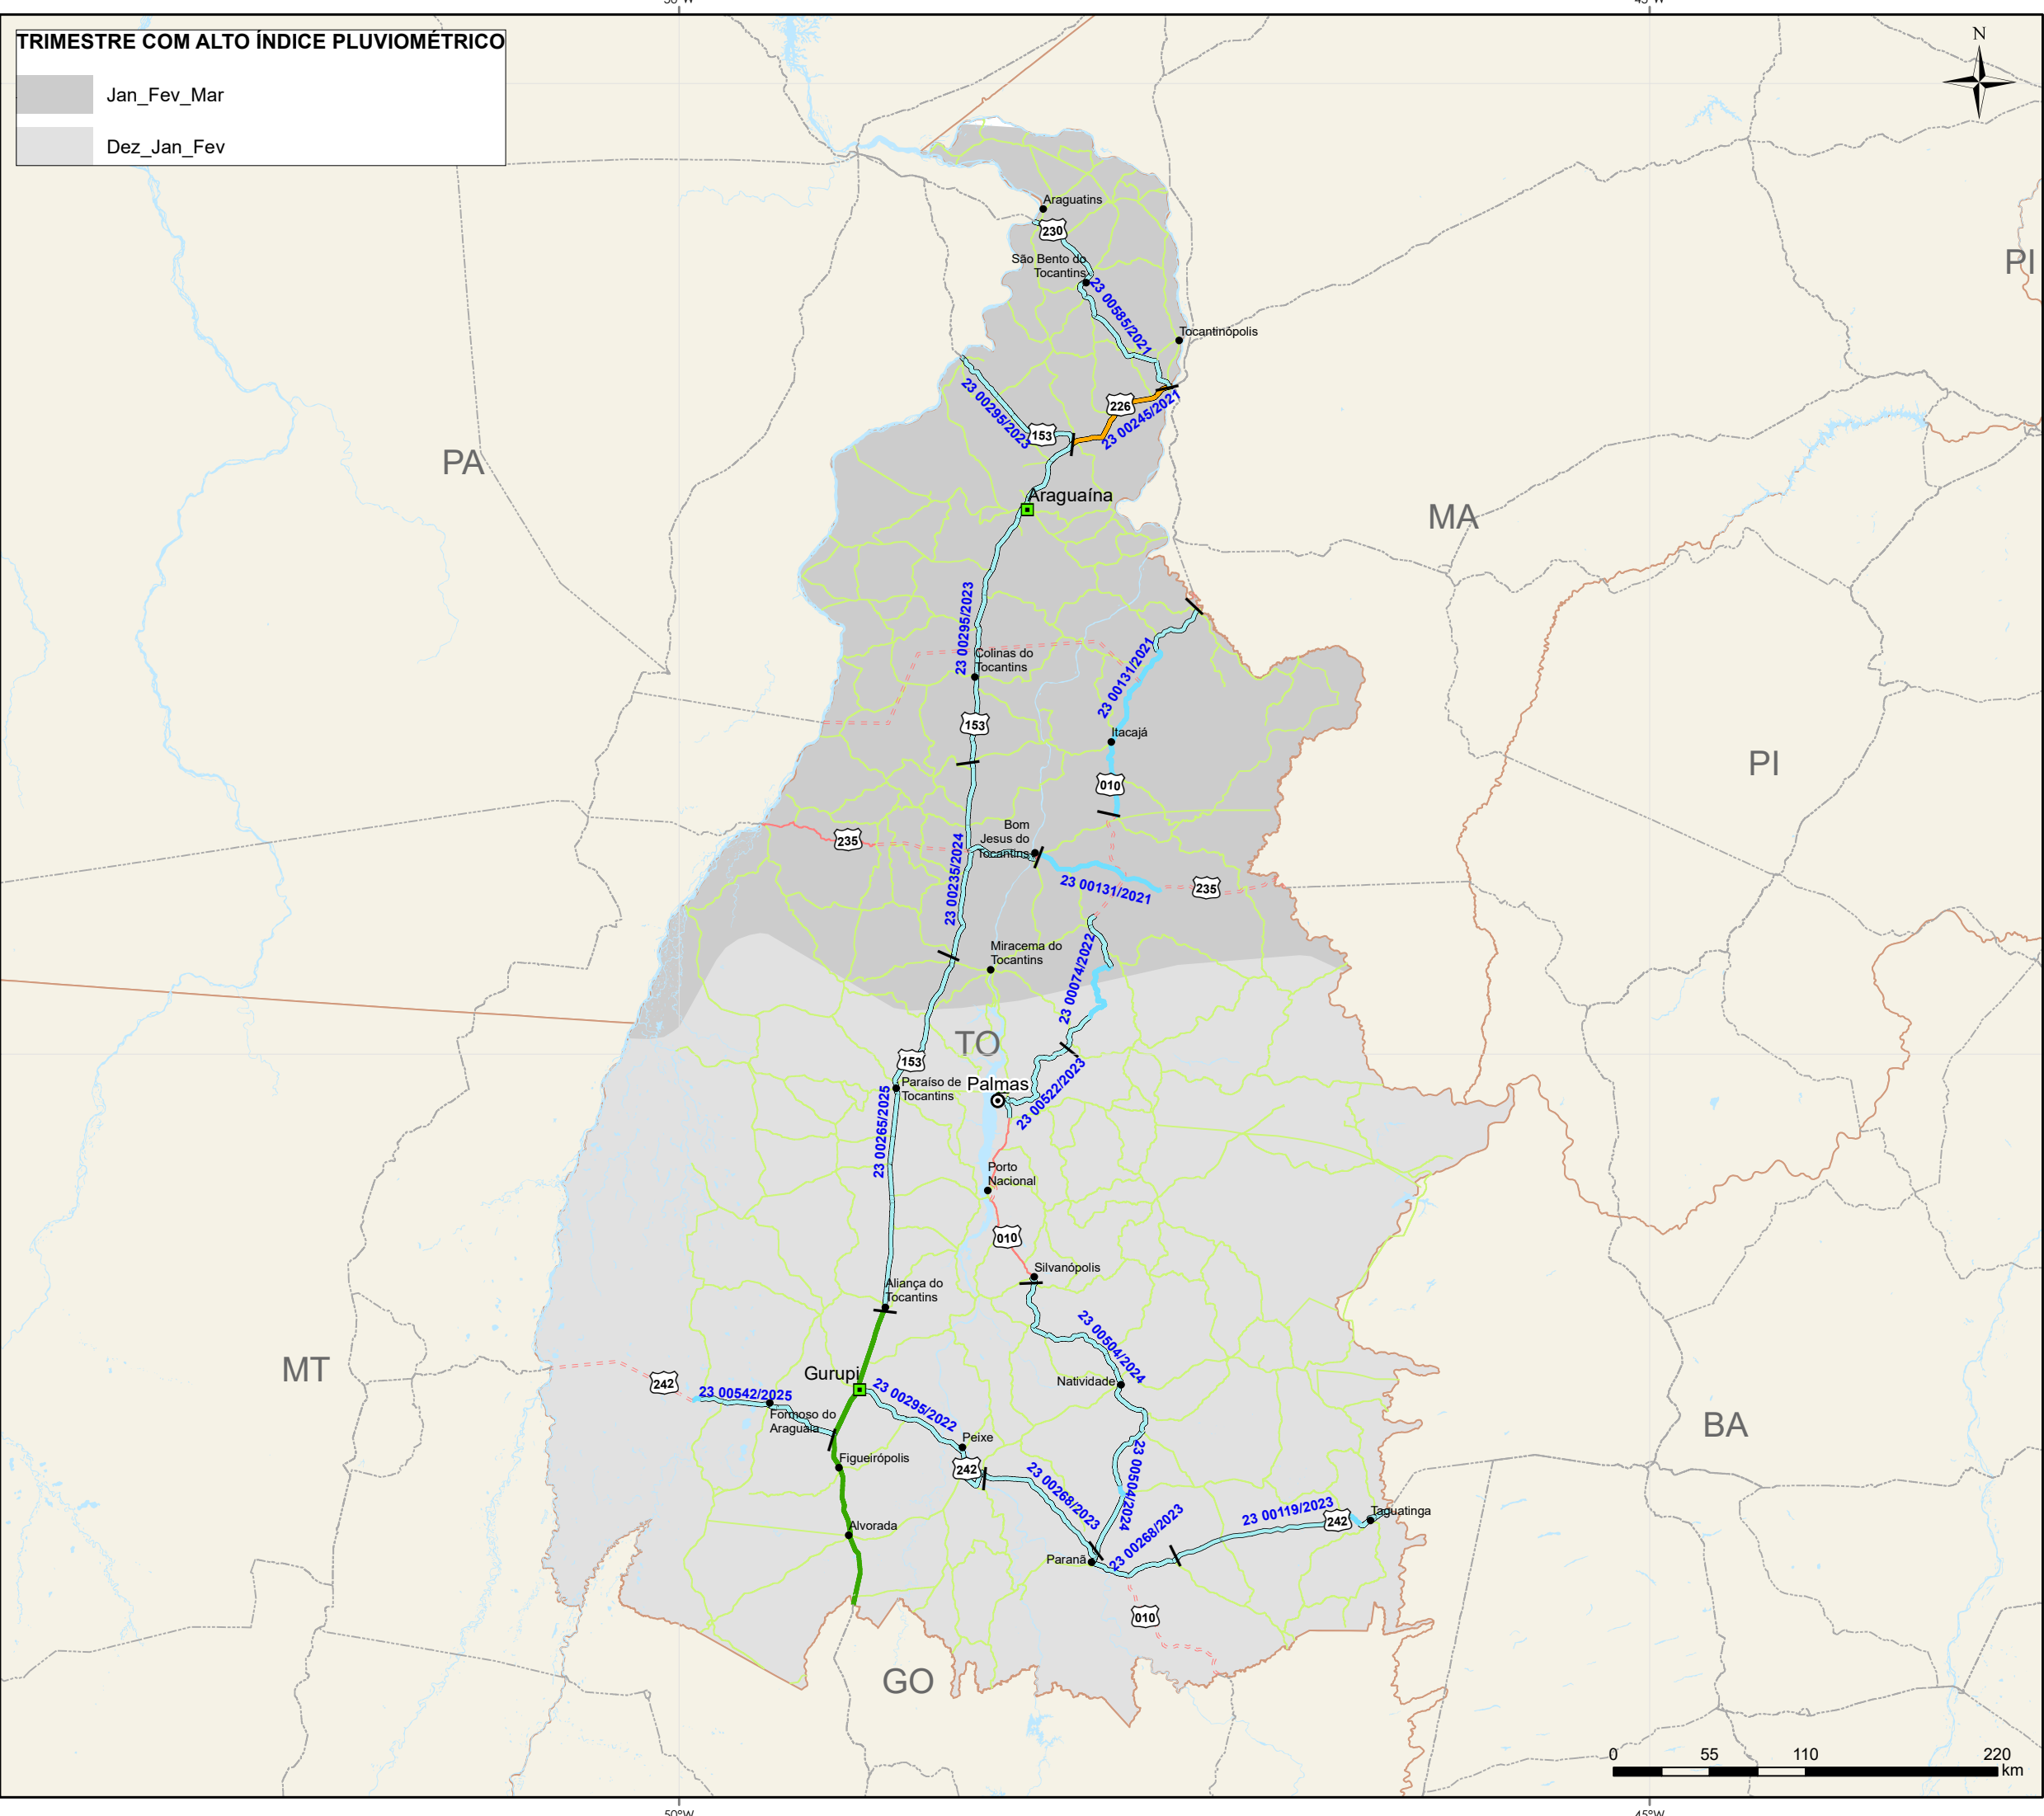 TRIMESTRE COM ALTO ÍNDICE PLUVIOMÉTRICO
Jan_Fev_Mar
Dez_Jan_Fev
N
Araguatins
230
São Bento do
Tocantins
23 00585/2021
Tocantinópolis
PI
226
23 00245/2021
23 00295/2023
153
PA
Araguaína
MA
23 00295/2023
Colinas do
Tocantins
23 00131/2021
153
Itacajá
PI
010
Bom
Jesus do
Tocantins
235
23 00235/2024
23 00131/2021
235
Miracema do
Tocantins
23 00074/2022
TO
153
Paraíso de
Tocantins
Palmas
23 00522/2023
23 00265/2025
Porto
Nacional
010
Silvanópolis
Aliança do
Tocantins
23 00504/2024
MT
242
23 00542/2025
Gurupi
23 00295/2022
Natividade
Formoso do
Araguaia
Peixe
BA
Figueirópolis
242
23 00268/2023
23 00504/2024
23 00268/2023
23 00119/2023
242
Taguatinga
Alvorada
Paranã
010
GO
0
55
110
220
km
50°W